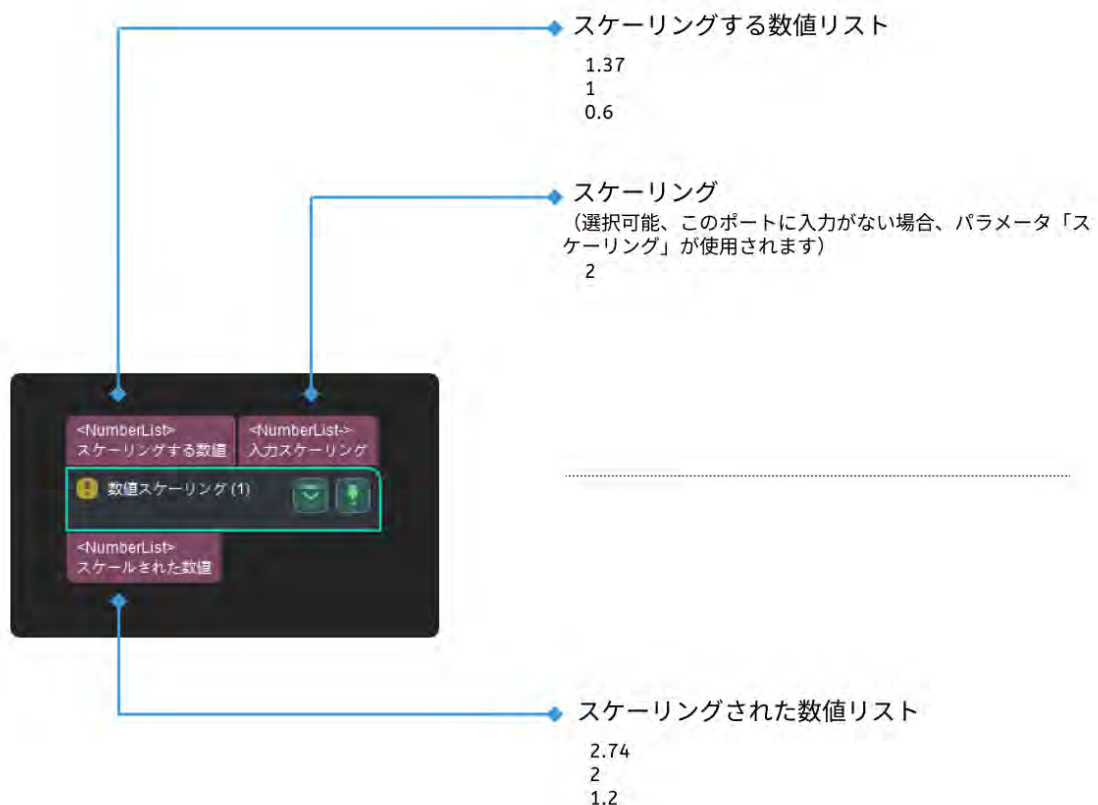 スケーリングする数値リスト
1.37
1
0.6
スケーリング
（選択可能、このポートに入力がない場合、パラメータ「ス
ケーリング」が使用されます）
2
<NumberList>
スケーリングする数値
<NumberList->
入力スケーリング
数値スケーリング (1)
<NumberList>
スケールされた数値
スケーリングされた数値リスト
2.74
2
1.2